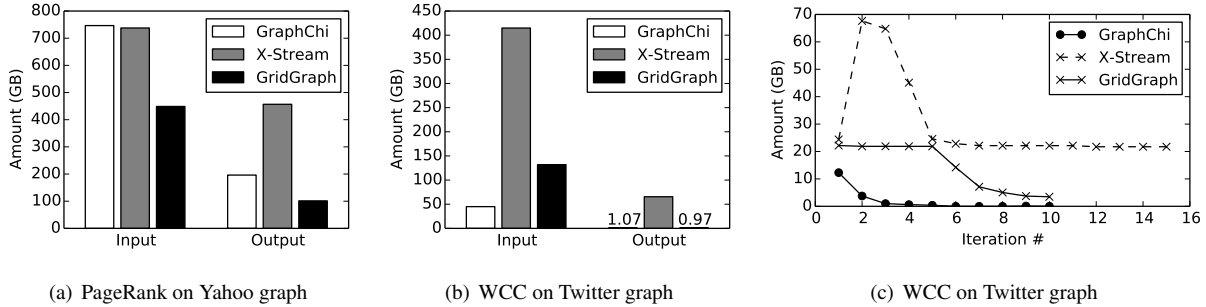 800
700
600
500
400
300
200
100
0
Amount (GB)
GraphChi
X-Stream
GridGraph
Input
Output
(a) PageRank on Yahoo graph
450
400
350
300
250
200
150
100
50
0
Amount (GB)
GraphChi
X-Stream
GridGraph
1.07
0.97
Input
Output
(b) WCC on Twitter graph
70
60
50
40
30
20
10
0
Amount (GB)
GraphChi
X-Stream
GridGraph
0 2 4 6 8 10 12 14 16
Iteration #
(c) WCC on Twitter graph